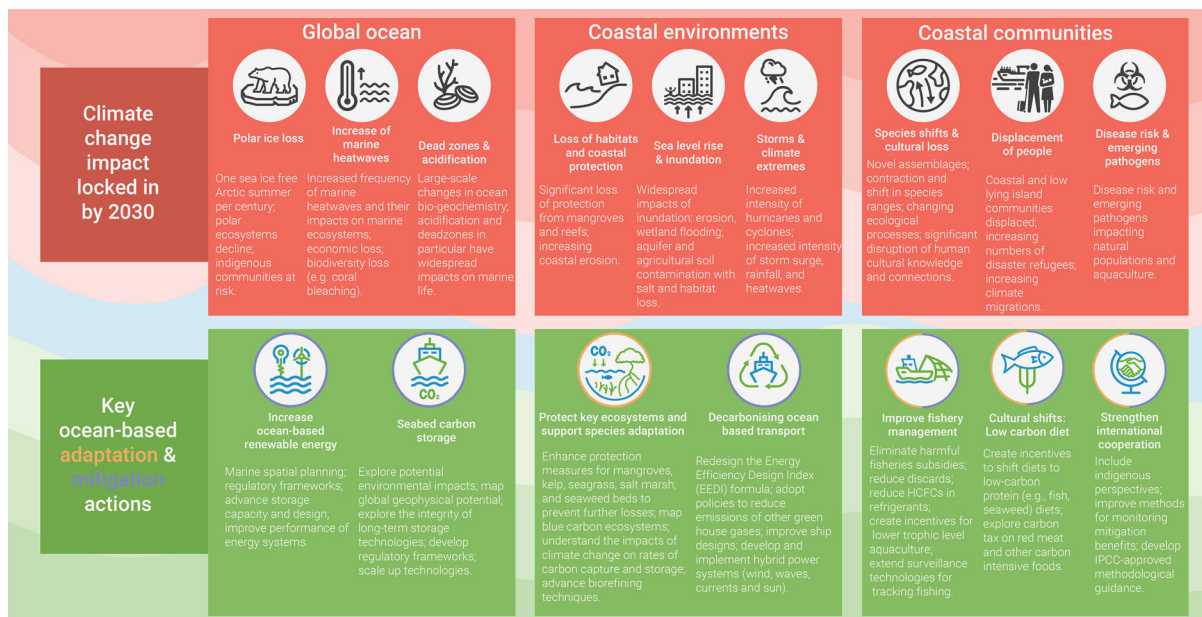 Climate
change
impact
locked in
by 2030
Global ocean
Polar ice loss
One sea ice free
Arctic summer
per century;
polar
ecosystems
decline;
indigenous
communities at
risk.
Increase of
marine
heatwaves
Increased frequency
of marine
heatwaves and their
impacts on marine
ecosystems;
economic loss;
biodiversity loss
(e.g. coral
bleaching).
Dead zones &
acidification
Large-scale
changes in ocean
bio-geochemistry;
acidification and
deadzones in
particular have
widespread
impacts on marine
life.
Coastal environments
Loss of habitats
and coastal
protection
Significant loss
of protection
from mangroves
and reefs;
increasing
coastal erosion.
Sea level rise
& inundation
Widespread
impacts of
inundation: erosion,
wetland flooding;
aquifer and
agricultural soil
contamination with
salt and habitat
loss.
Storms &
climate
extremes
Increased
intensity of
hurricanes and
cyclones;
increased intensity
of storm surge,
rainfall, and
heatwaves.
Coastal communities
Species shifts &
cultural loss
Novel assemblages;
contraction and
shift in species
ranges; changing
ecological
processes; significant
disruption of human
cultural knowledge
and connections.
Displacement
of people
Coastal and low
lying island
communities
displaced;
increasing
numbers of
disaster refugees;
increasing
climate
migrations.
Disease risk &
emerging
pathogens
Disease risk and
emerging
pathogens
impacting
natural
populations and
aquaculture.
Key
ocean-based
adaptation &
mitigation
actions
Increase
ocean-based
renewable energy
Marine spatial planning;
regulatory frameworks;
advance storage
capacity and design;
improve performance of
energy systems.
CO₂
Seabed carbon
storage
Explore potential
environmental impacts; map
global geophysical potential;
explore the integrity of
long-term storage
technologies; develop
regulatory frameworks;
scale up technologies.
CO₂
Protect key ecosystems and
support species adaptation
Enhance protection
measures for mangroves,
kelp, seagrass, salt marsh,
and seaweed beds to
prevent further losses; map
blue carbon ecosystems;
understand the impacts of
climate change on rates of
carbon capture and storage;
advance biorefining
techniques.
Decarbonising ocean
based transport
Redesign the Energy
Efficiency Design Index
(EEDI) formula; adopt
policies to reduce
emissions of other green
house gases; improve ship
designs; develop and
implement hybrid power
systems (wind, waves,
currents and sun).
Improve fishery
management
Eliminate harmful
fisheries subsidies;
reduce discards;
reduce HCFCs in
refrigerants;
create incentives for
lower trophic level
aquaculture;
extend surveillance
technologies for
tracking fishing.
Cultural shifts:
Low carbon diet
Create incentives
to shift diets to
low-carbon
protein (e.g., fish,
seaweed) diets;
explore carbon
tax on red meat
and other carbon
intensive foods.
Strengthen
international
cooperation
Include
indigenous
perspectives;
improve methods
for monitoring
mitigation
benefits; develop
IPCC-approved
methodological
guidance.